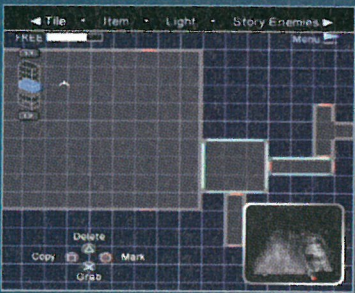 ◀ Tile · Item · Light · Story Enemies ▶
FREE
Menu
Delete
Copy
Mark
Grab